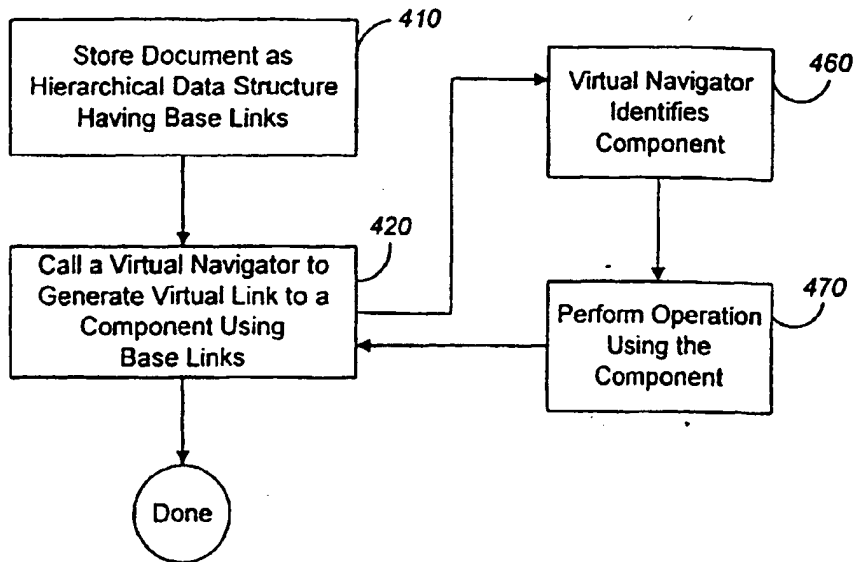 410
Store Document as
Hierarchical Data Structure
Having Base Links
460
Virtual Navigator
Identifies
Component
420
Call a Virtual Navigator to
Generate Virtual Link to a
Component Using
Base Links
470
Perform Operation
Using the
Component
Done